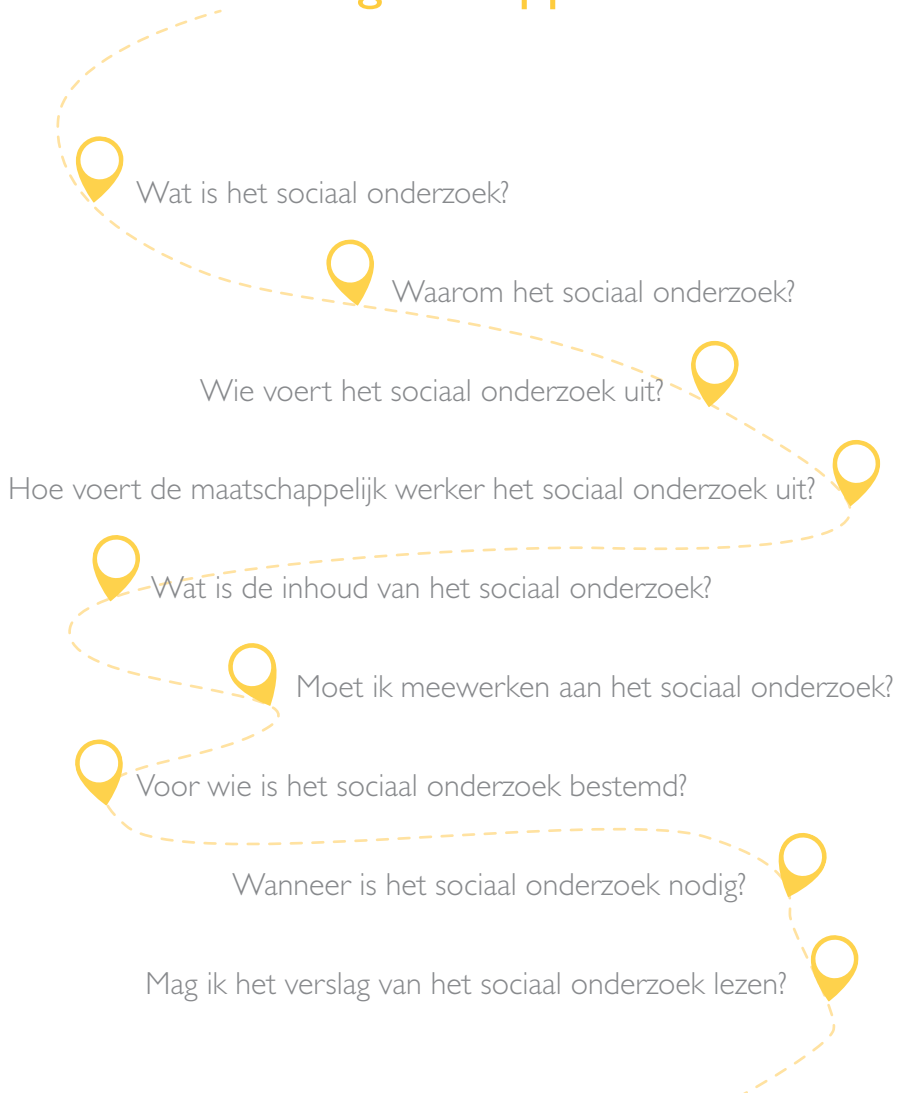 Wat is het sociaal onderzoek?
Waarom het sociaal onderzoek?
Wie voert het sociaal onderzoek uit?
Hoe voert de maatschappelijk werker het sociaal onderzoek uit?
Wat is de inhoud van het sociaal onderzoek?
Moet ik meewerken aan het sociaal onderzoek?
Voor wie is het sociaal onderzoek bestemd?
Wanneer is het sociaal onderzoek nodig?
Mag ik het verslag van het sociaal onderzoek lezen?